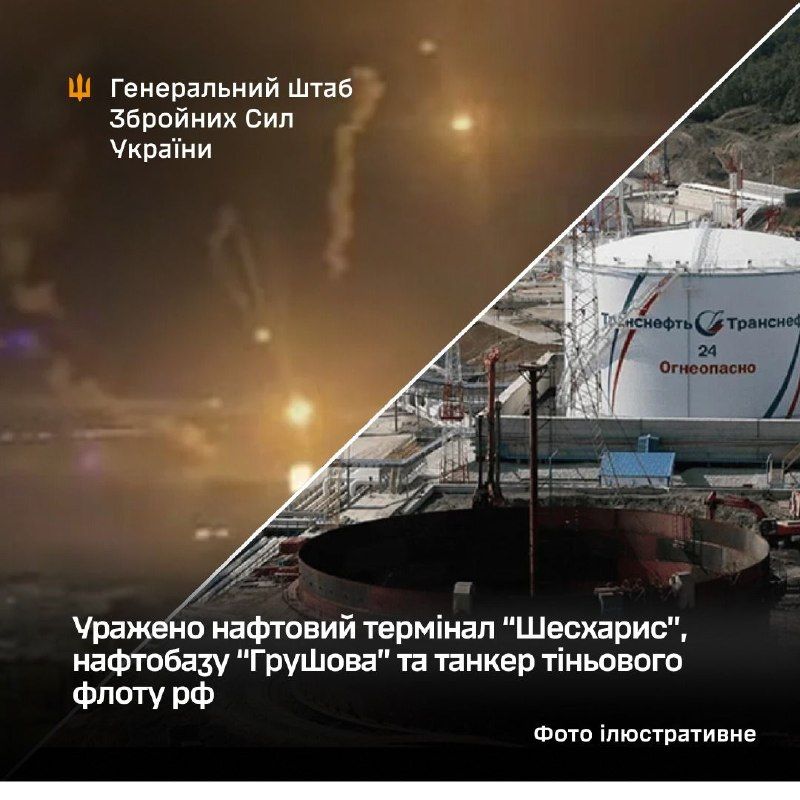 Генеральний штаб
Збройних Сил
України
Транснефть Транснеф
24
Огнеопасно
Уражено нафтовий термінал “Шесхарис”,
нафтобазу “Грушова” та танкер тіньового
флоту рф
Фото ілюстративне